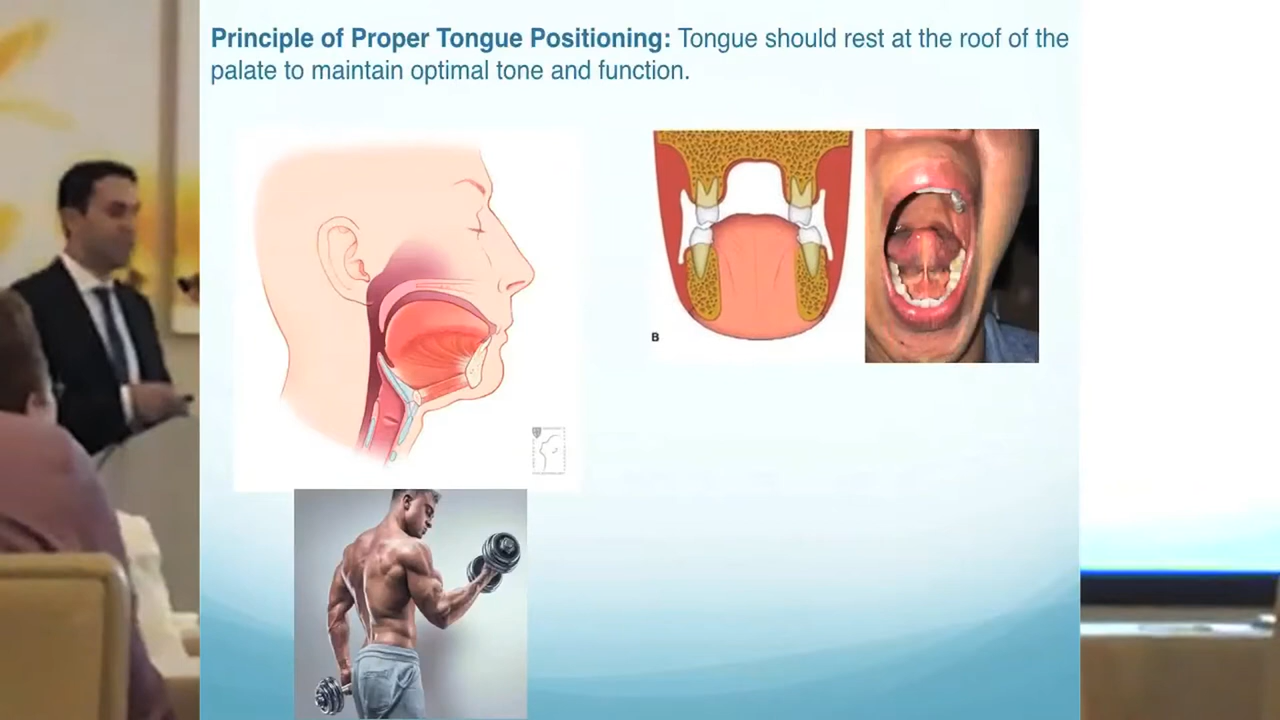 Principle of Proper Tongue Positioning: Tongue should rest at the roof of the
palate to maintain optimal tone and function.
B